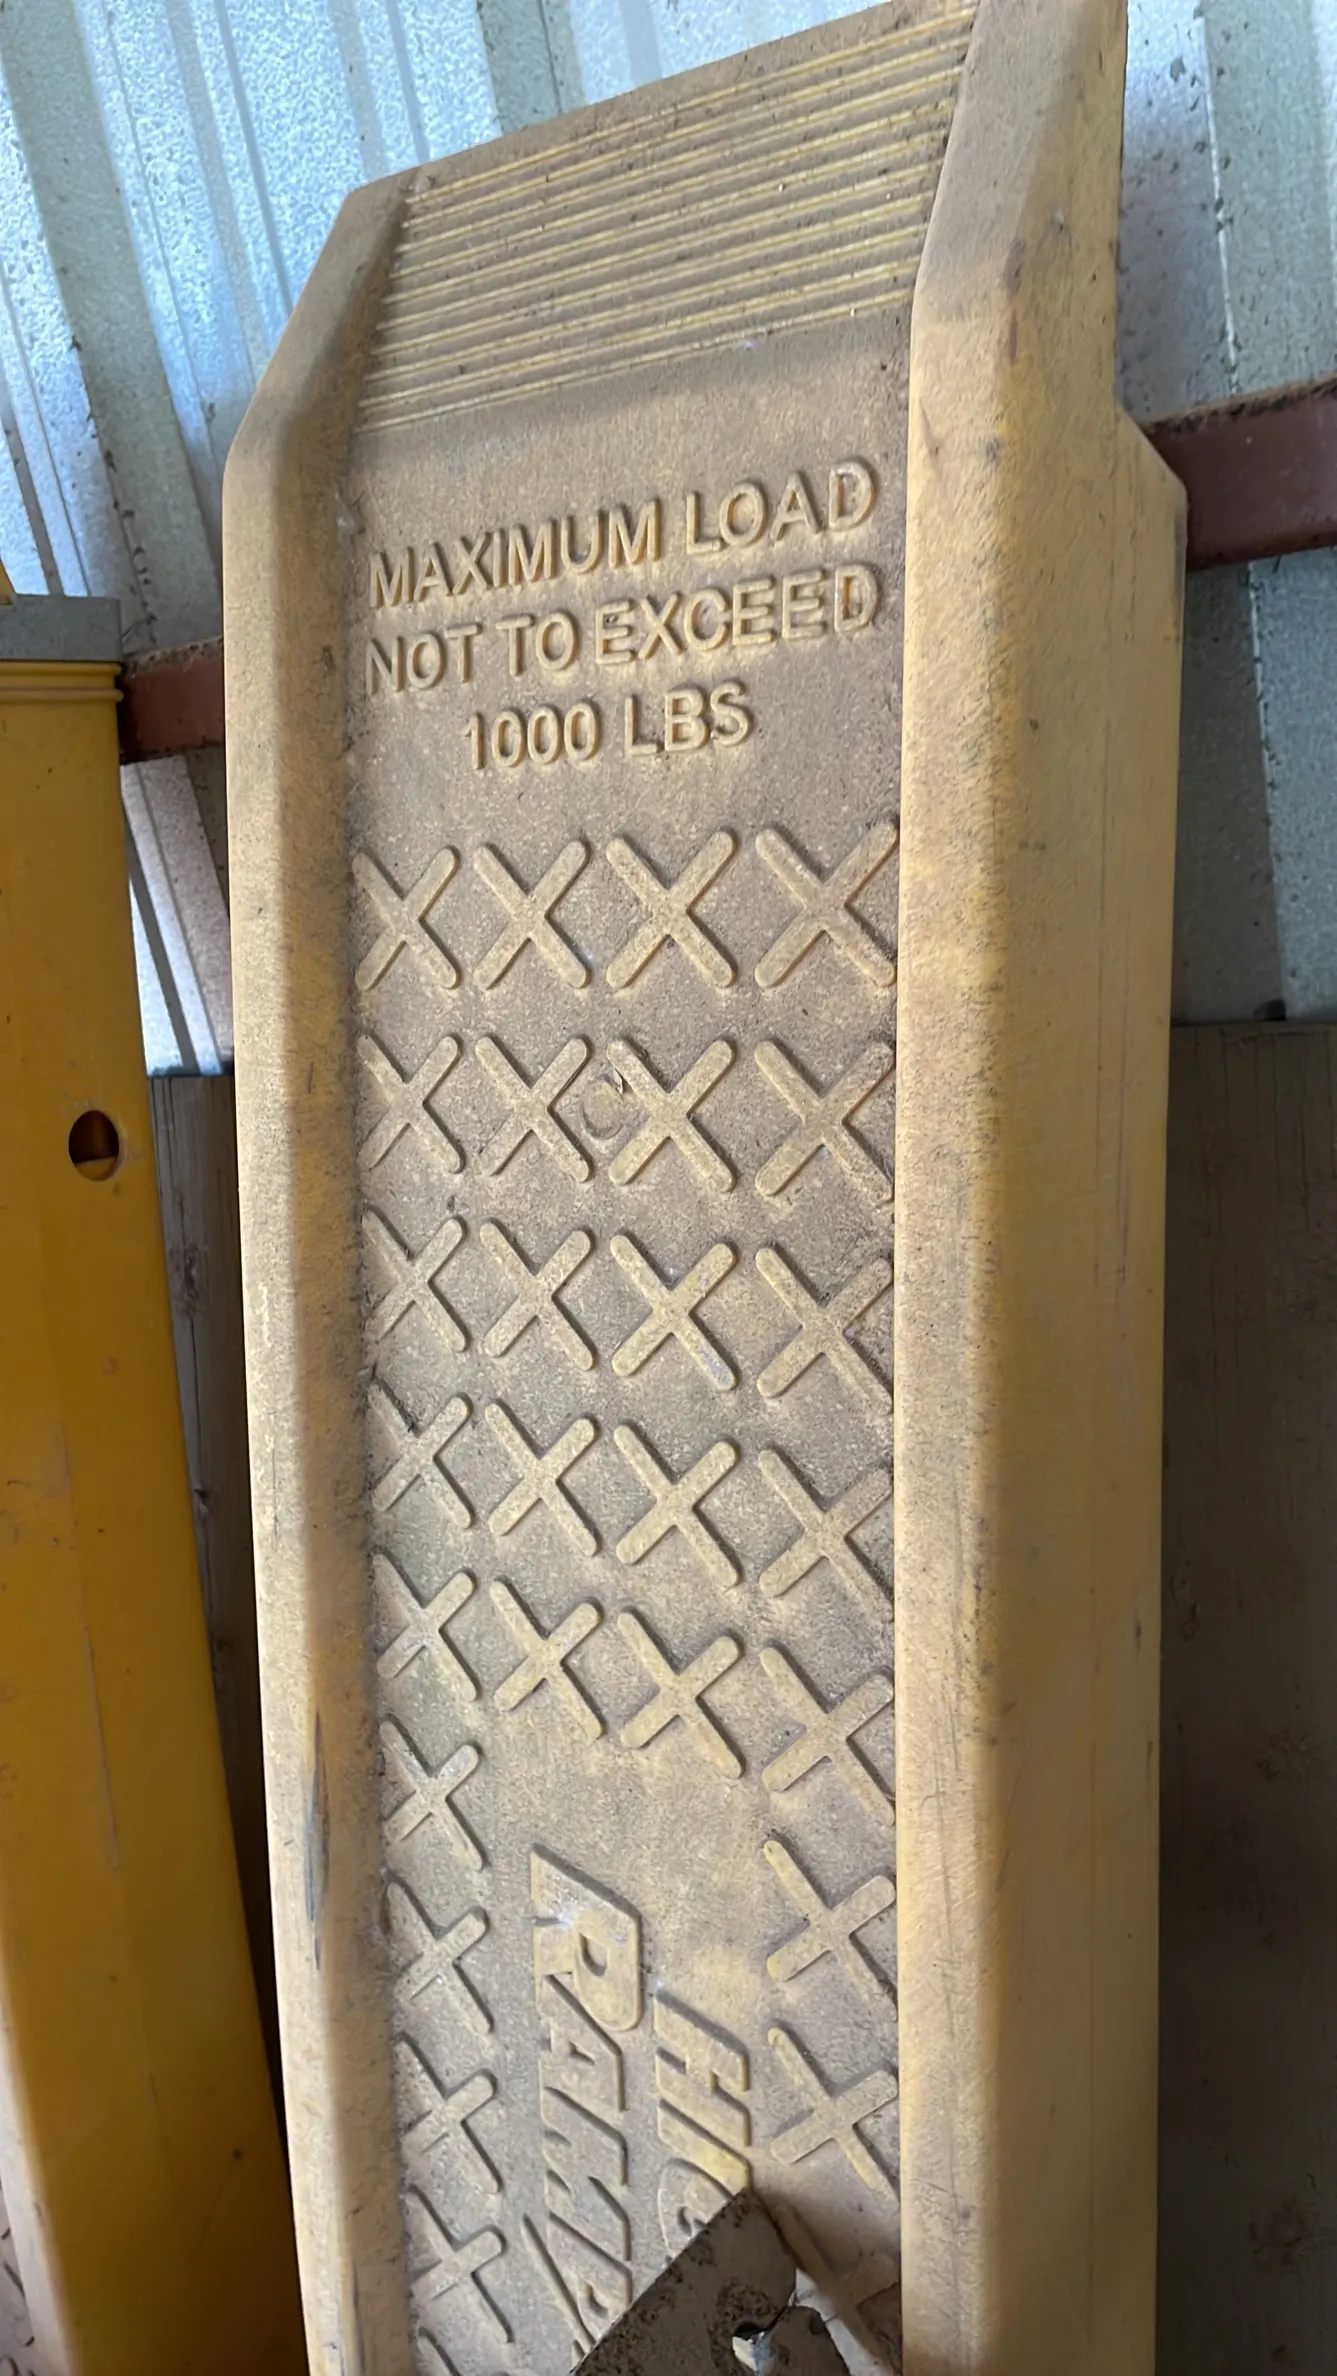 MAXIMUM LOAD
NOT TO EXCEED
1000 LBS